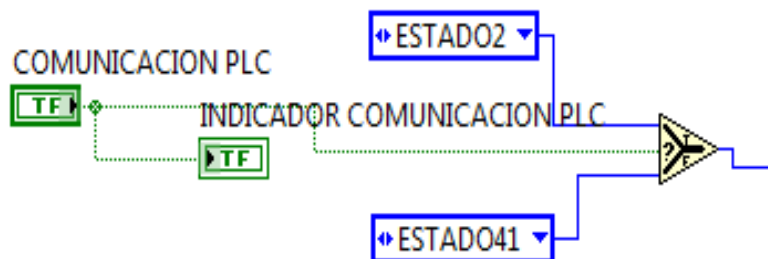 ESTADO2
COMUNICACION PLC
TF
INDICADOR COMUNICACION PLC
TF
?
T
F
ESTADO41